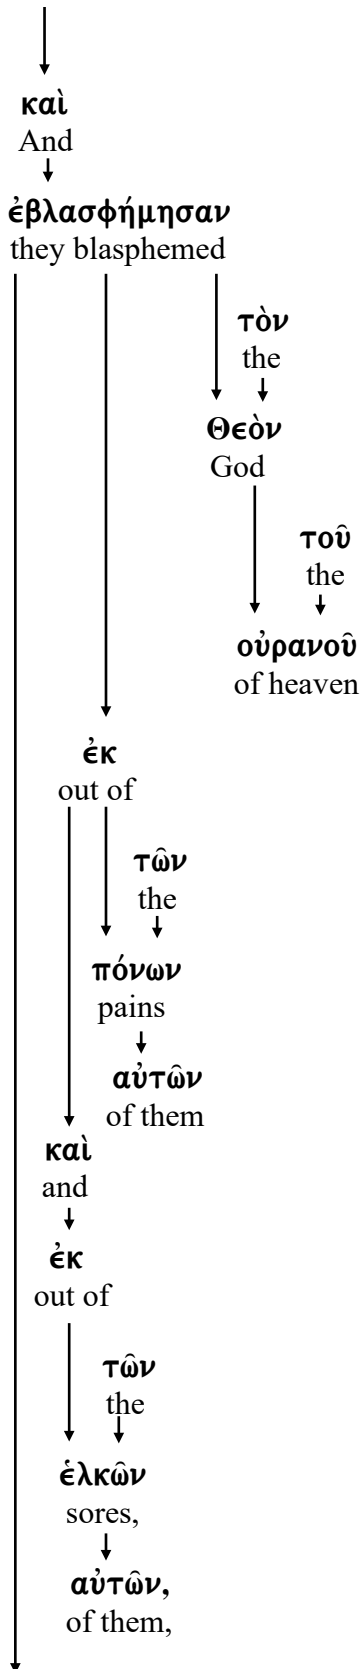 καὶ
And
ἐβλασφήμησαν
they blasphemed
τὸν
the
Θεὸν
God
τοῦ
the
οὐρανοῦ
of heaven
ἐκ
out of
τῶν
the
πόνων
pains
αὐτῶν
of them
καὶ
and
ἐκ
out of
τῶν
the
ἑλκῶν
sores,
αὐτῶν,
of them,